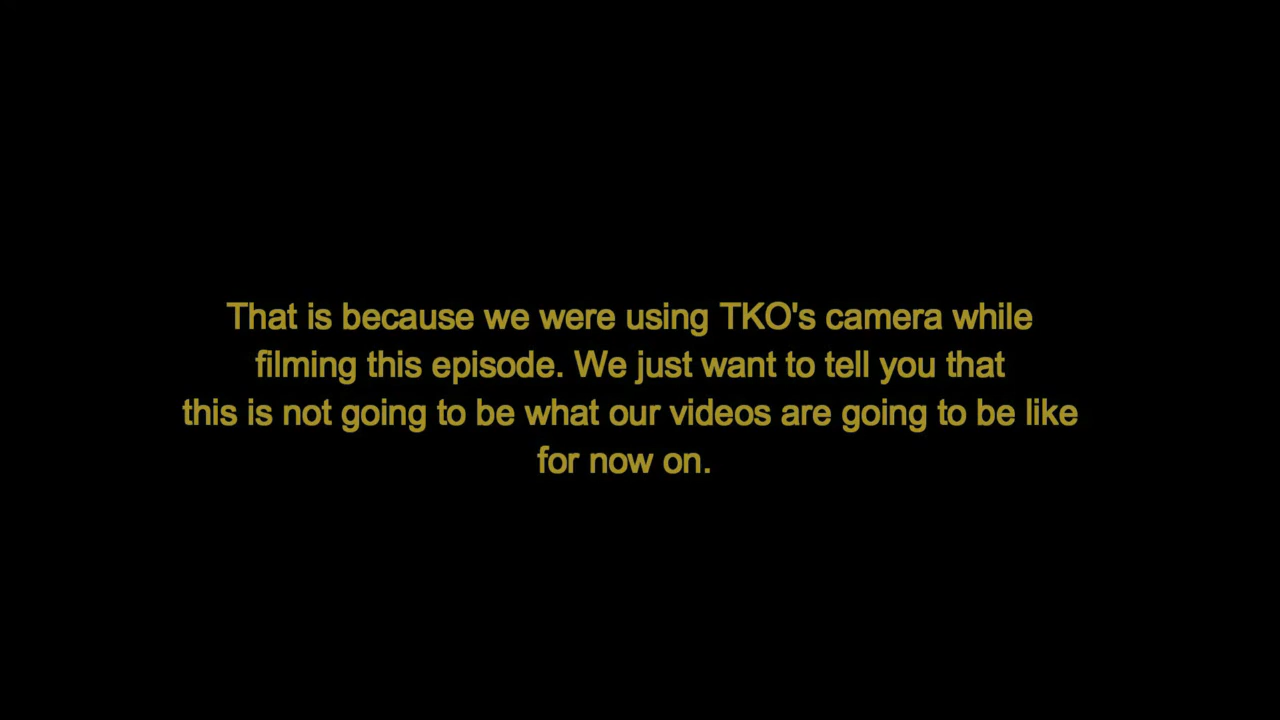 That is because we were using TKO's camera while
filming this episode. We just want to tell you that
this is not going to be what our videos are going to be like
for now on.